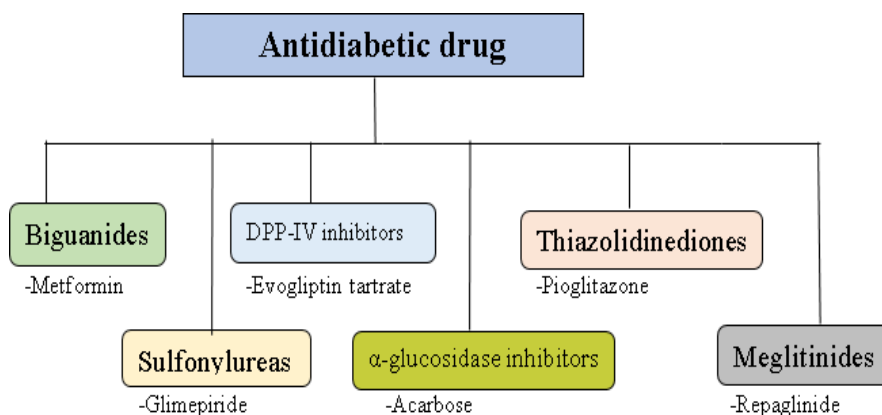 Antidiabetic drug
Biguanides
-Metformin
DPP-IV inhibitors
-Evogliptin tartrate
Thiazolidinediones
-Pioglitazone
Sulfonylureas
-Glimepiride
α-glucosidase inhibitors
-Acarbose
Meglitinides
-Repaglinide